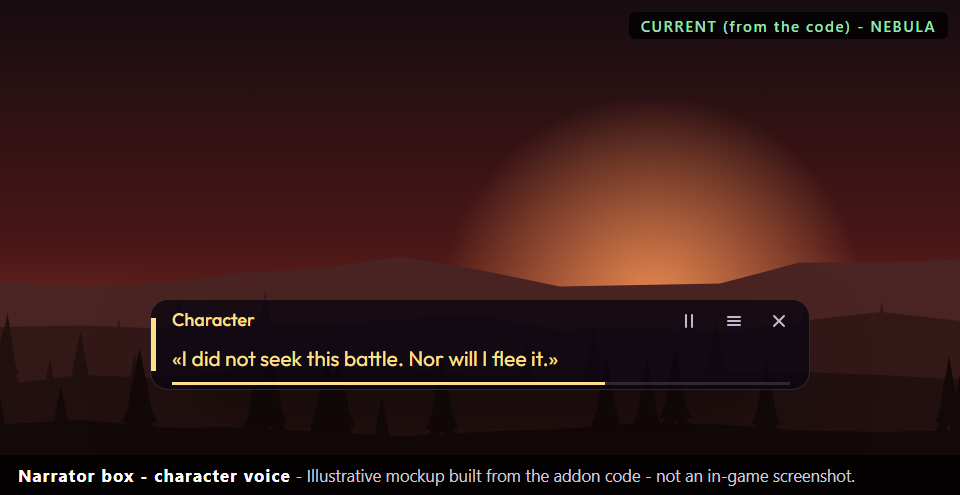 CURRENT (from the code) - NEBULA
Character
«I did not seek this battle. Nor will I flee it.»
Narrator box - character voice - Illustrative mockup built from the addon code - not an in-game screenshot.